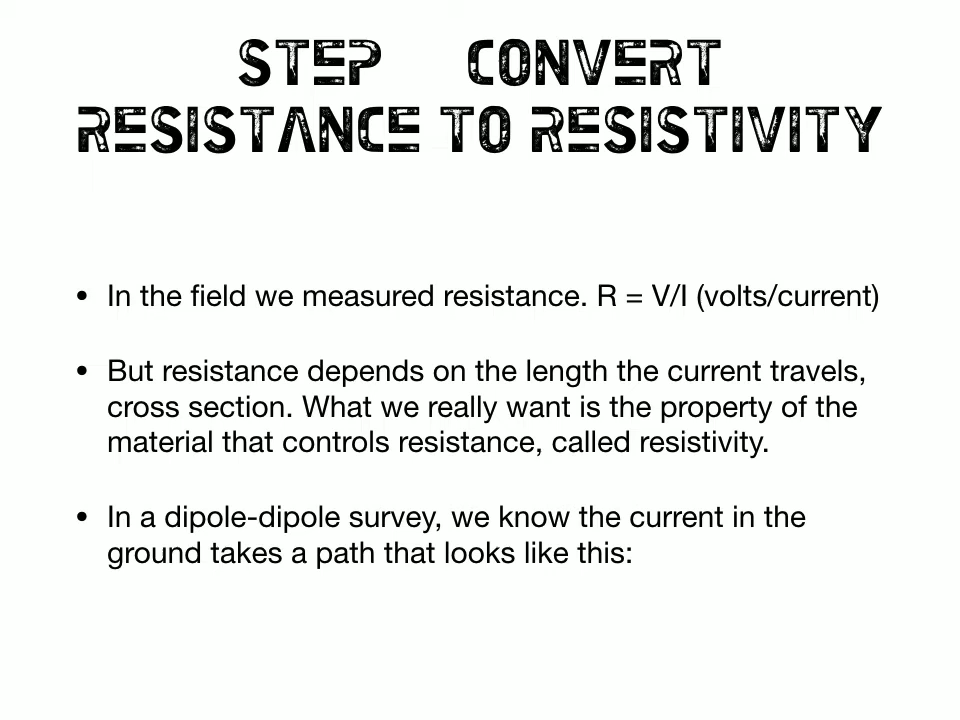 STEP CONVERT
RESISTANCE TO RESISTIVITY
• In the field we measured resistance. R = V/I (volts/current)
• But resistance depends on the length the current travels,
cross section. What we really want is the property of the
material that controls resistance, called resistivity.
• In a dipole-dipole survey, we know the current in the
ground takes a path that looks like this: